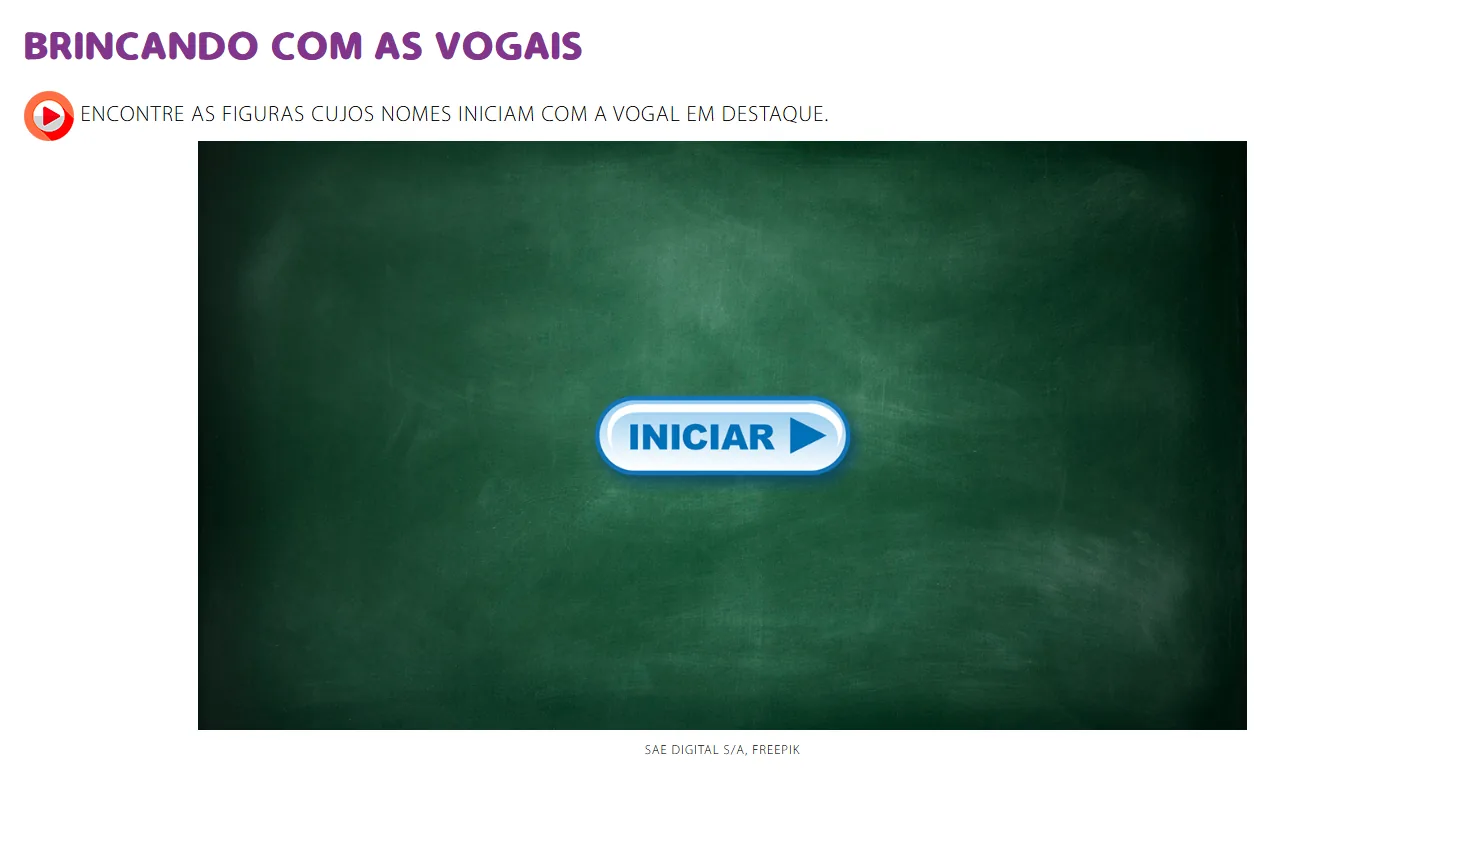 BRINCANDO COM AS VOGAIS
ENCONTRE AS FIGURAS CUJOS NOMES INICIAM COM A VOGAL EM DESTAQUE.
INICIAR
SAE DIGITAL S/A, FREEPIK